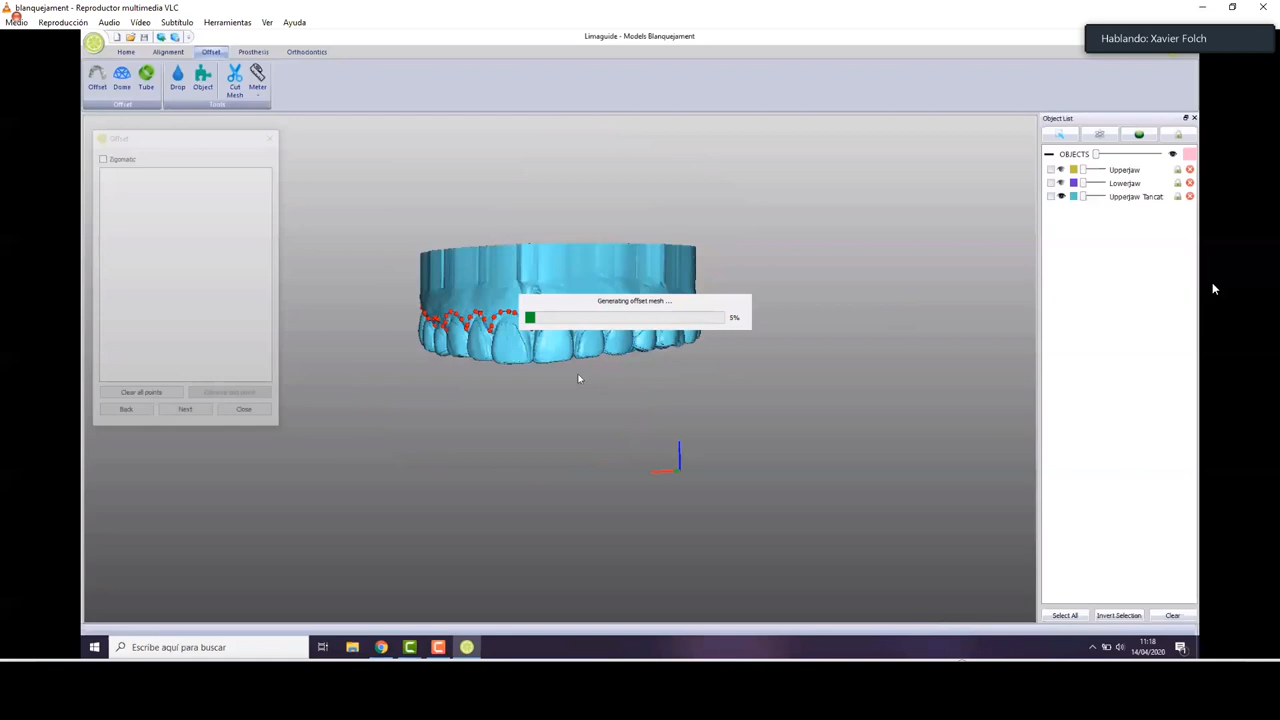 blanquejament - Reproductor multimedia VLC
Medio Reproducción Audio Vídeo Subtítulo Herramientas Ver Ayuda
Hablando: Xavier Folch
Limaguide - Models Blanquejament
Home Alignment Offset Prosthesis Orthodontics
Offset Dome Tube Drop Object Cut Mesh Meter
Offset Tools
Object List
Offset
Zigomatic
OBJECTS
Upperjaw
Lowerjaw
Upperjaw Tancat
Generating offset mesh ...
5%
Clear all points
Back Next Close
Select All Invert Selection Clear
Escribe aquí para buscar
11:18
14/04/2020